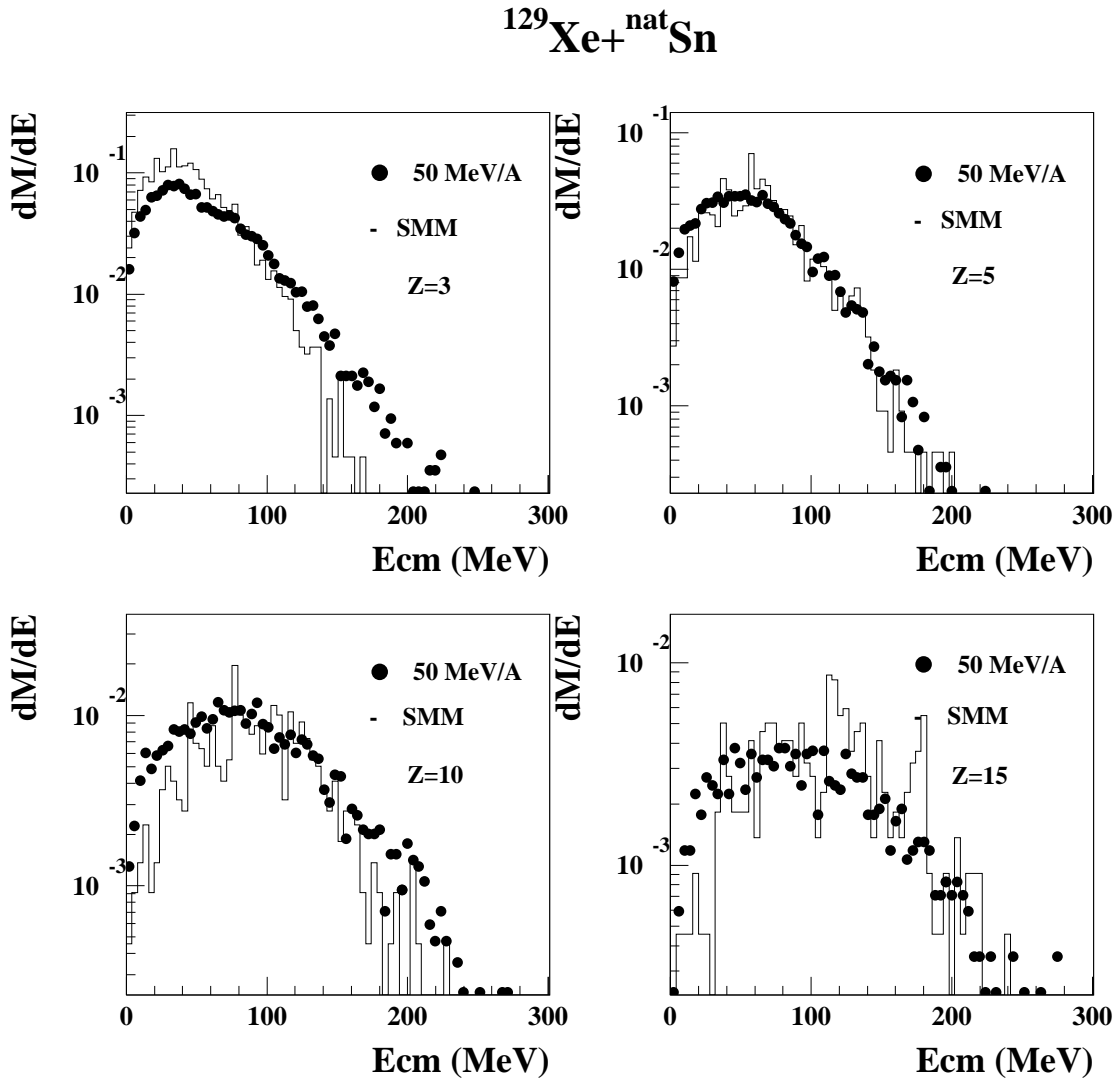 129Xe+natSn
dM/dE
10 -1
10 -2
10 -3
50 MeV/A
- SMM
Z=3
0 100 200 300
Ecm (MeV)
dM/dE
10 -1
10 -2
10 -3
50 MeV/A
- SMM
Z=5
0 100 200 300
Ecm (MeV)
dM/dE
10 -2
10 -3
50 MeV/A
- SMM
Z=10
0 100 200 300
Ecm (MeV)
dM/dE
10 -2
10 -3
50 MeV/A
- SMM
Z=15
0 100 200 300
Ecm (MeV)